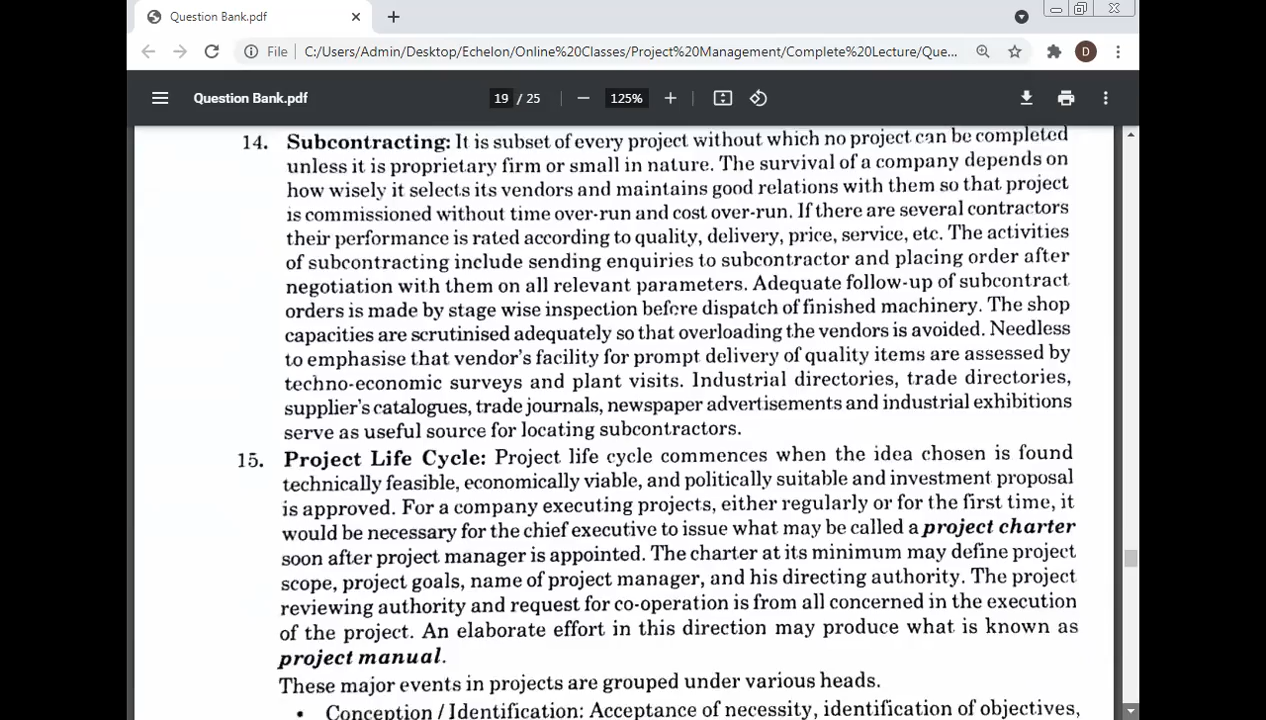 Question Bank.pdf
File
C:/Users/Admin/Desktop/Echelon/Online%20Classes/Project%20Management/Complete%20Lecture/Que...
D
Question Bank.pdf
19 / 25
125%
14. Subcontracting: It is subset of every project without which no project can be completed
unless it is proprietary firm or small in nature. The survival of a company depends on
how wisely it selects its vendors and maintains good relations with them so that project
is commissioned without time over-run and cost over-run. If there are several contractors
their performance is rated according to quality, delivery, price, service, etc. The activities
of subcontracting include sending enquiries to subcontractor and placing order after
negotiation with them on all relevant parameters. Adequate follow-up of subcontract
orders is made by stage wise inspection before dispatch of finished machinery. The shop
capacities are scrutinised adequately so that overloading the vendors is avoided. Needless
to emphasise that vendor's facility for prompt delivery of quality items are assessed by
techno-economic surveys and plant visits. Industrial directories, trade directories,
supplier's catalogues, trade journals, newspaper advertisements and industrial exhibitions
serve as useful source for locating subcontractors.
15. Project Life Cycle: Project life cycle commences when the idea chosen is found
technically feasible, economically viable, and politically suitable and investment proposal
is approved. For a company executing projects, either regularly or for the first time, it
would be necessary for the chief executive to issue what may be called a project charter
soon after project manager is appointed. The charter at its minimum may define project
scope, project goals, name of project manager, and his directing authority. The project
reviewing authority and request for co-operation is from all concerned in the execution
of the project. An elaborate effort in this direction may produce what is known as
project manual.
These major events in projects are grouped under various heads.
• Conception / Identification: Acceptance of necessity, identification of objectives,